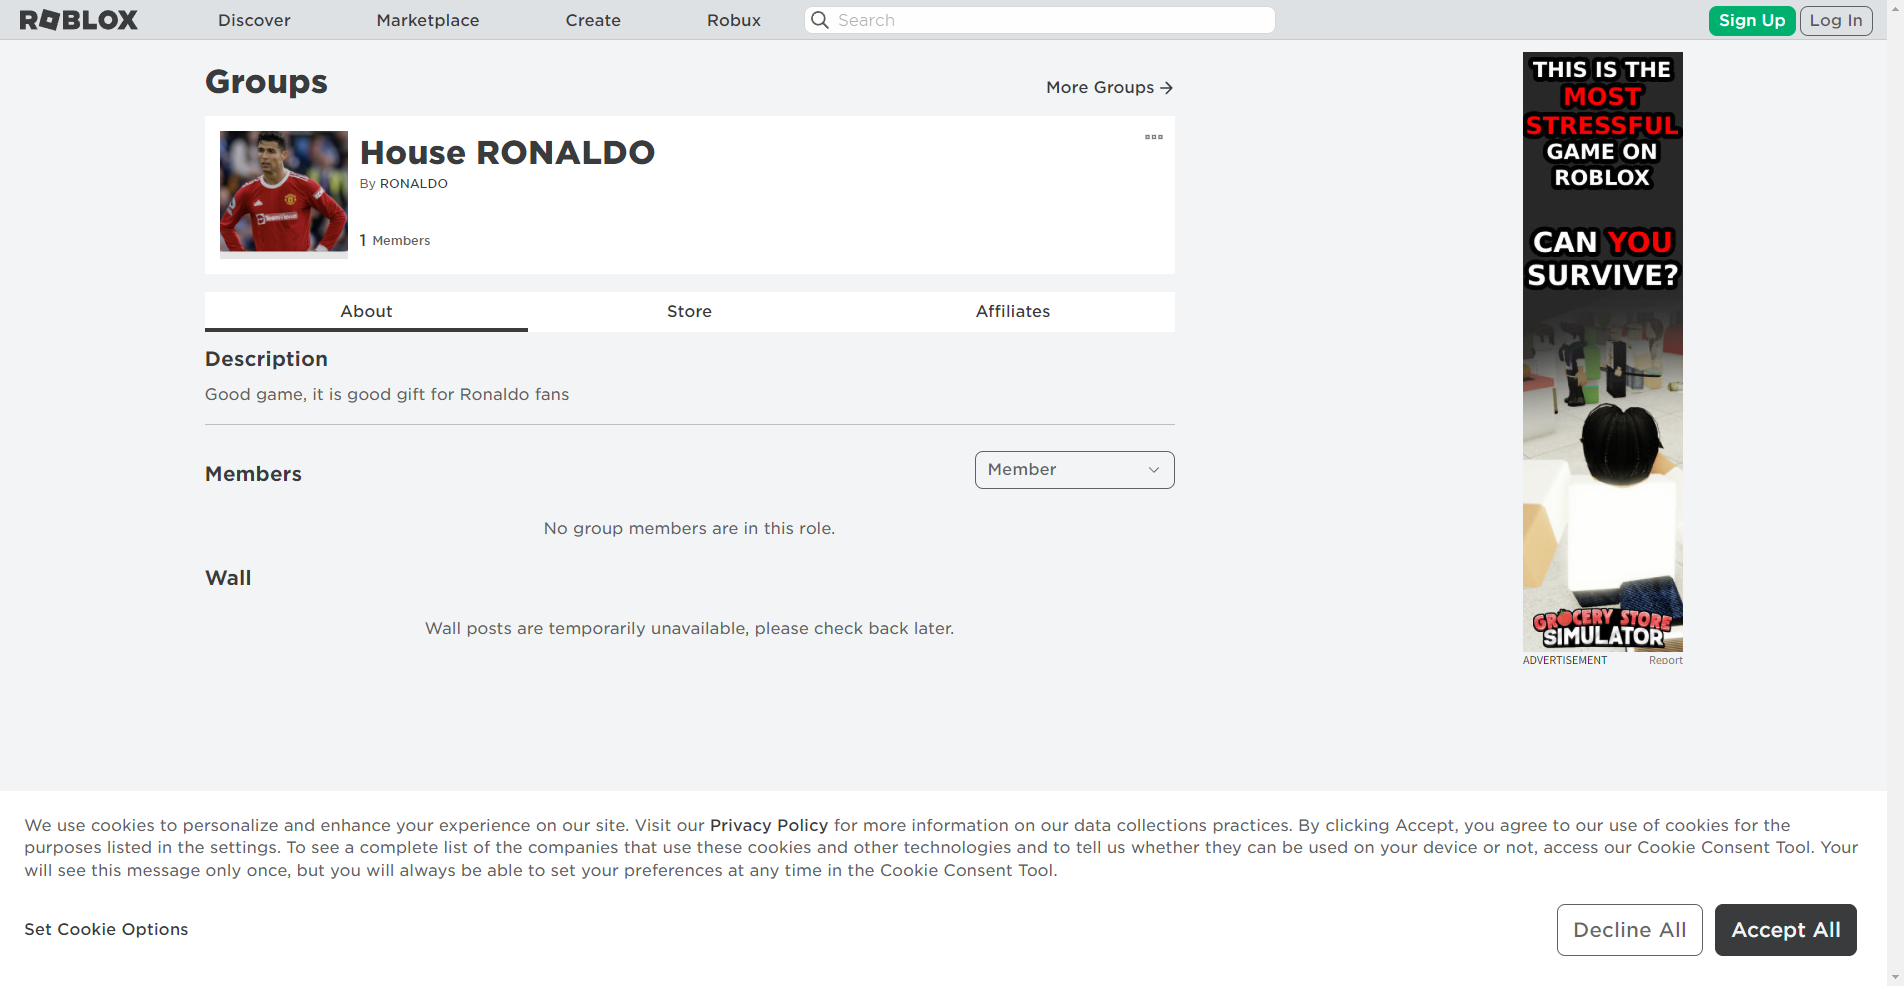 ROBLOX
Discover
Marketplace
Create
Robux
Search
Sign Up
Log In
Groups
More Groups →
House RONALDO
By RONALDO
1 Members
About
Store
Affiliates
Description
Good game, it is good gift for Ronaldo fans
Members
Member
No group members are in this role.
Wall
Wall posts are temporarily unavailable, please check back later.
THIS IS THE
MOST
STRESSFUL
GAME ON
ROBLOX
CAN YOU
SURVIVE?
GROCERY STORE
SIMULATOR
ADVERTISEMENT
Report
We use cookies to personalize and enhance your experience on our site. Visit our Privacy Policy for more information on our data collections practices. By clicking Accept, you agree to our use of cookies for the
purposes listed in the settings. To see a complete list of the companies that use these cookies and other technologies and to tell us whether they can be used on your device or not, access our Cookie Consent Tool. Your
will see this message only once, but you will always be able to set your preferences at any time in the Cookie Consent Tool.
Set Cookie Options
Decline All
Accept All